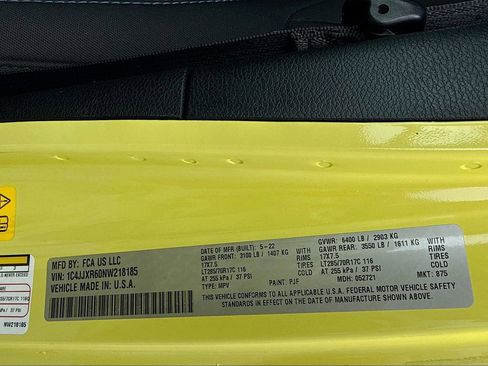 MFD BY: FCA US LLC
VIN: 1C4JJXR60NW218185
VEHICLE MADE IN: U.S.A.
DATE OF MFR (BUILT): 5-22
GAWR FRONT: 3100 LB / 1407 KG
17X7.5 RIMS
LT285/70R17C 116 TIRES
AT 255 kPa / 37 PSI
TYPE: MPV
PAINT: PJF
GVWR: 6400 LB / 2903 KG
GAWR REAR: 3550 LB / 1611 KG
17X7.5 RIMS
LT285/70R17C 116 TIRES
AT 255 kPa / 37 PSI
MDH: 052721
MKT: 875
THIS VEHICLE CONFORMS TO ALL APPLICABLE U.S.A. FEDERAL MOTOR VEHICLE SAFETY
STANDARDS IN EFFECT ON THE DATE OF MANUFACTURE SHOWN ABOVE.
37 PSI
NW218185